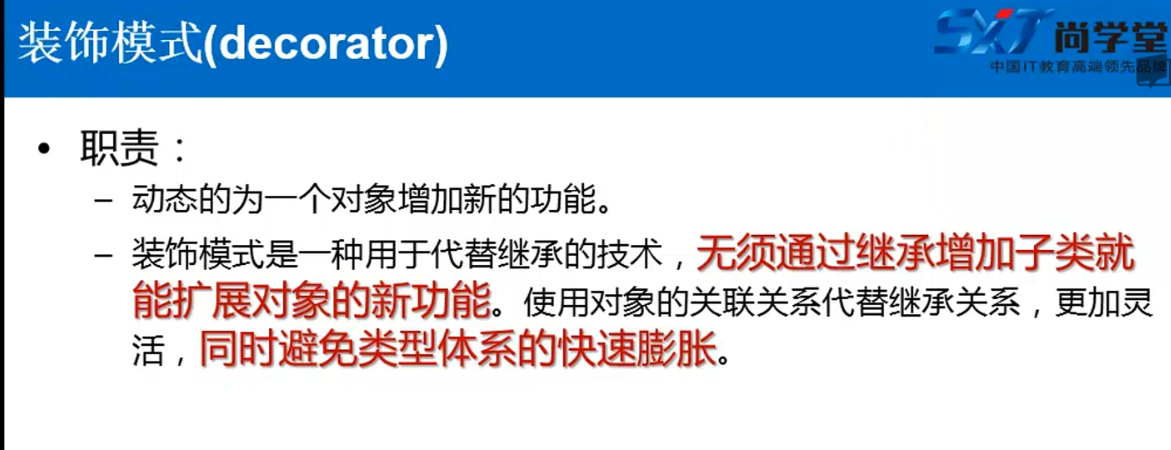 装饰模式(decorator)
SXT 尚学堂
中国IT教育高端领先品牌
• 职责：
– 动态的为一个对象增加新的功能。
– 装饰模式是一种用于代替继承的技术，无须通过继承增加子类就
能扩展对象的新功能。使用对象的关联关系代替继承关系，更加灵
活，同时避免类型体系的快速膨胀。